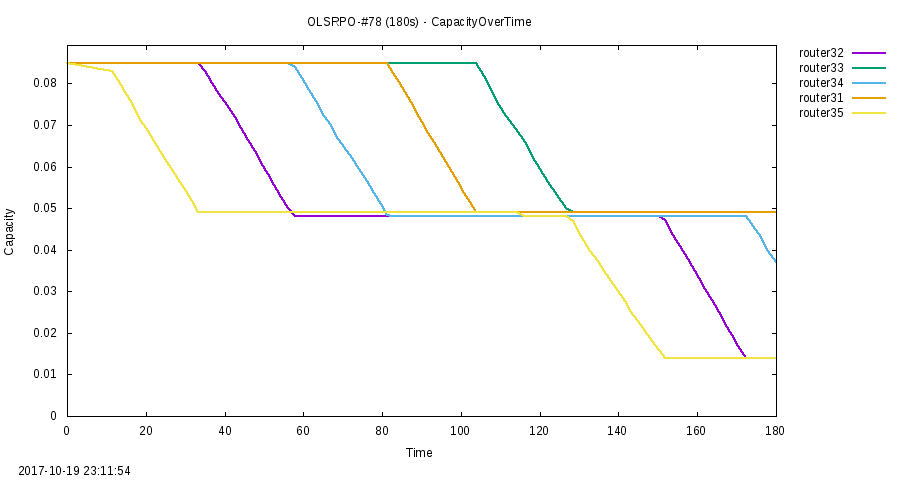 OLSRPO-#78 (180s) - CapacityOverTime
router32
router33
router34
router31
router35
0.08
0.07
0.06
0.05
0.04
0.03
0.02
0.01
0
Capacity
0 20 40 60 80 100 120 140 160 180
Time
2017-10-19 23:11:54